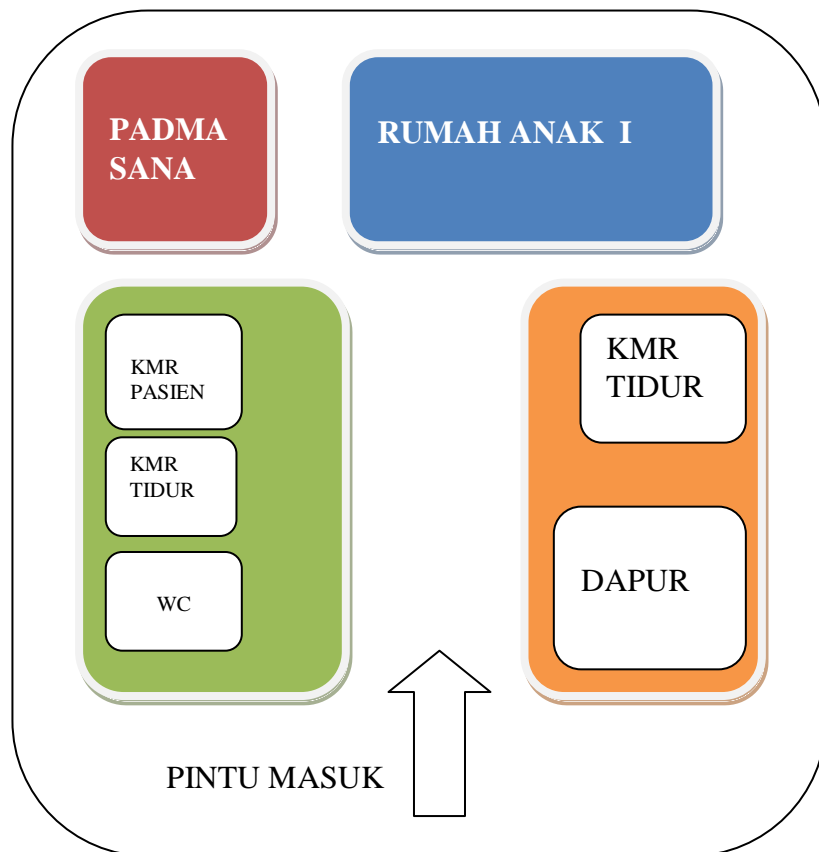 PADMA
SANA
RUMAH ANAK I
KMR
PASIEN
KMR
TIDUR
WC
KMR
TIDUR
DAPUR
PINTU MASUK